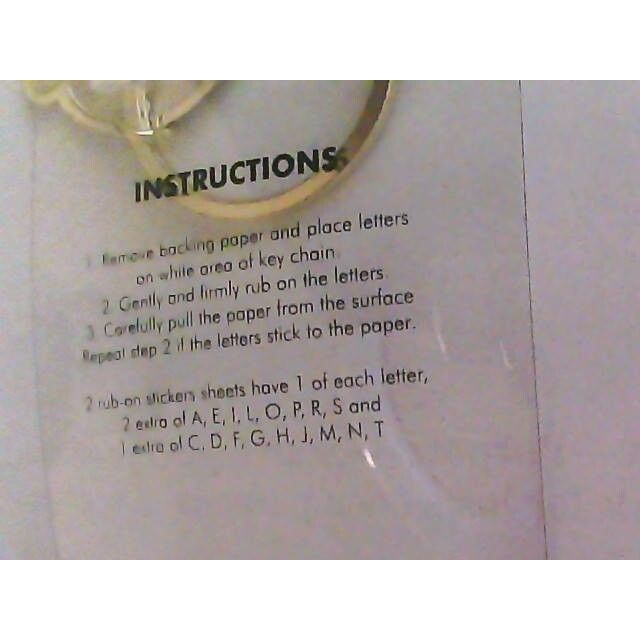 INSTRUCTIONS
1. Remove backing paper and place letters
on white area of key chain.
2. Gently and firmly rub on the letters.
3. Carefully pull the paper from the surface
Repeat step 2 if the letters stick to the paper.
2 rub-on stickers sheets have 1 of each letter,
2 extra of A, E, I, L, O, P, R, S and
1 extra of C, D, F, G, H, J, M, N, T